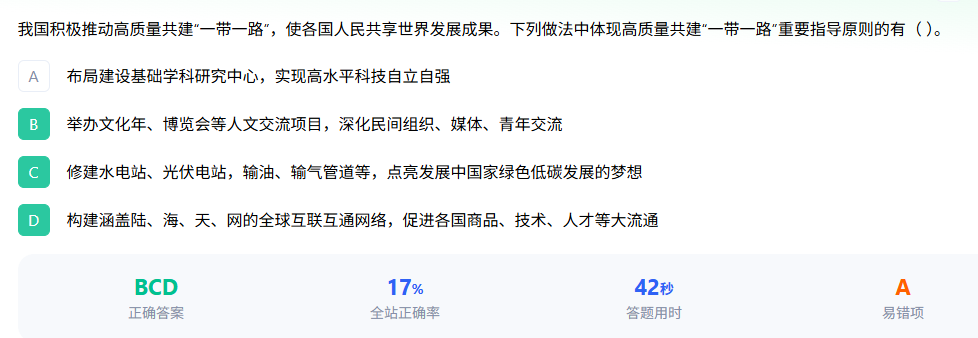 我国积极推动高质量共建“一带一路”，使各国人民共享世界发展成果。下列做法中体现高质量共建“一带一路”重要指导原则的有（ ）。
A 布局建设基础学科研究中心，实现高水平科技自立自强
B 举办文化年、博览会等人文交流项目，深化民间组织、媒体、青年交流
C 修建水电站、光伏电站，输油、输气管道等，点亮发展中国家绿色低碳发展的梦想
D 构建涵盖陆、海、天、网的全球互联互通网络，促进各国商品、技术、人才等大流通
BCD 17% 42秒 A
正确答案 全站正确率 答题用时 易错项